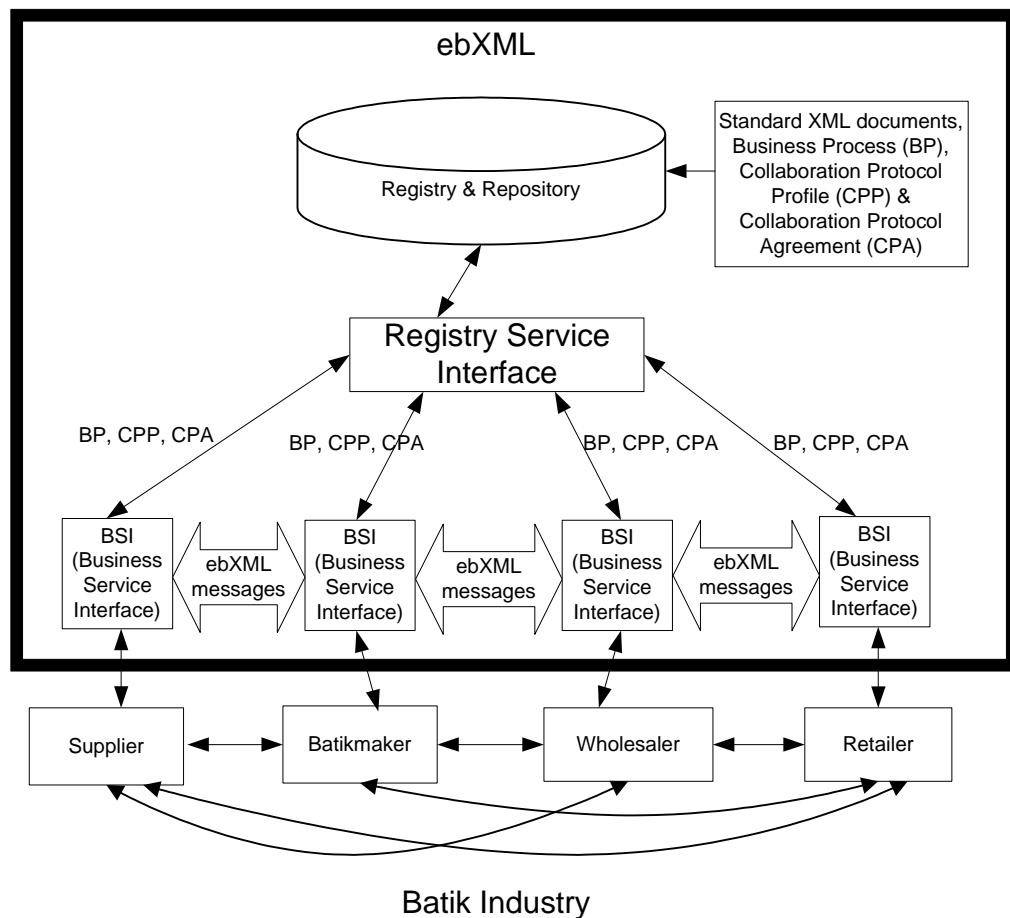 ebXML
Standard XML documents,
Business Process (BP),
Collaboration Protocol
Profile (CPP) &
Collaboration Protocol
Agreement (CPA)
Registry & Repository
Registry Service
Interface
BP, CPP, CPA
BP, CPP, CPA
BP, CPP, CPA
BP, CPP, CPA
BSI
(Business
Service
Interface)
ebXML
messages
BSI
(Business
Service
Interface)
ebXML
messages
BSI
(Business
Service
Interface)
ebXML
messages
BSI
(Business
Service
Interface)
Supplier
Batikmaker
Wholesaler
Retailer
Batik Industry